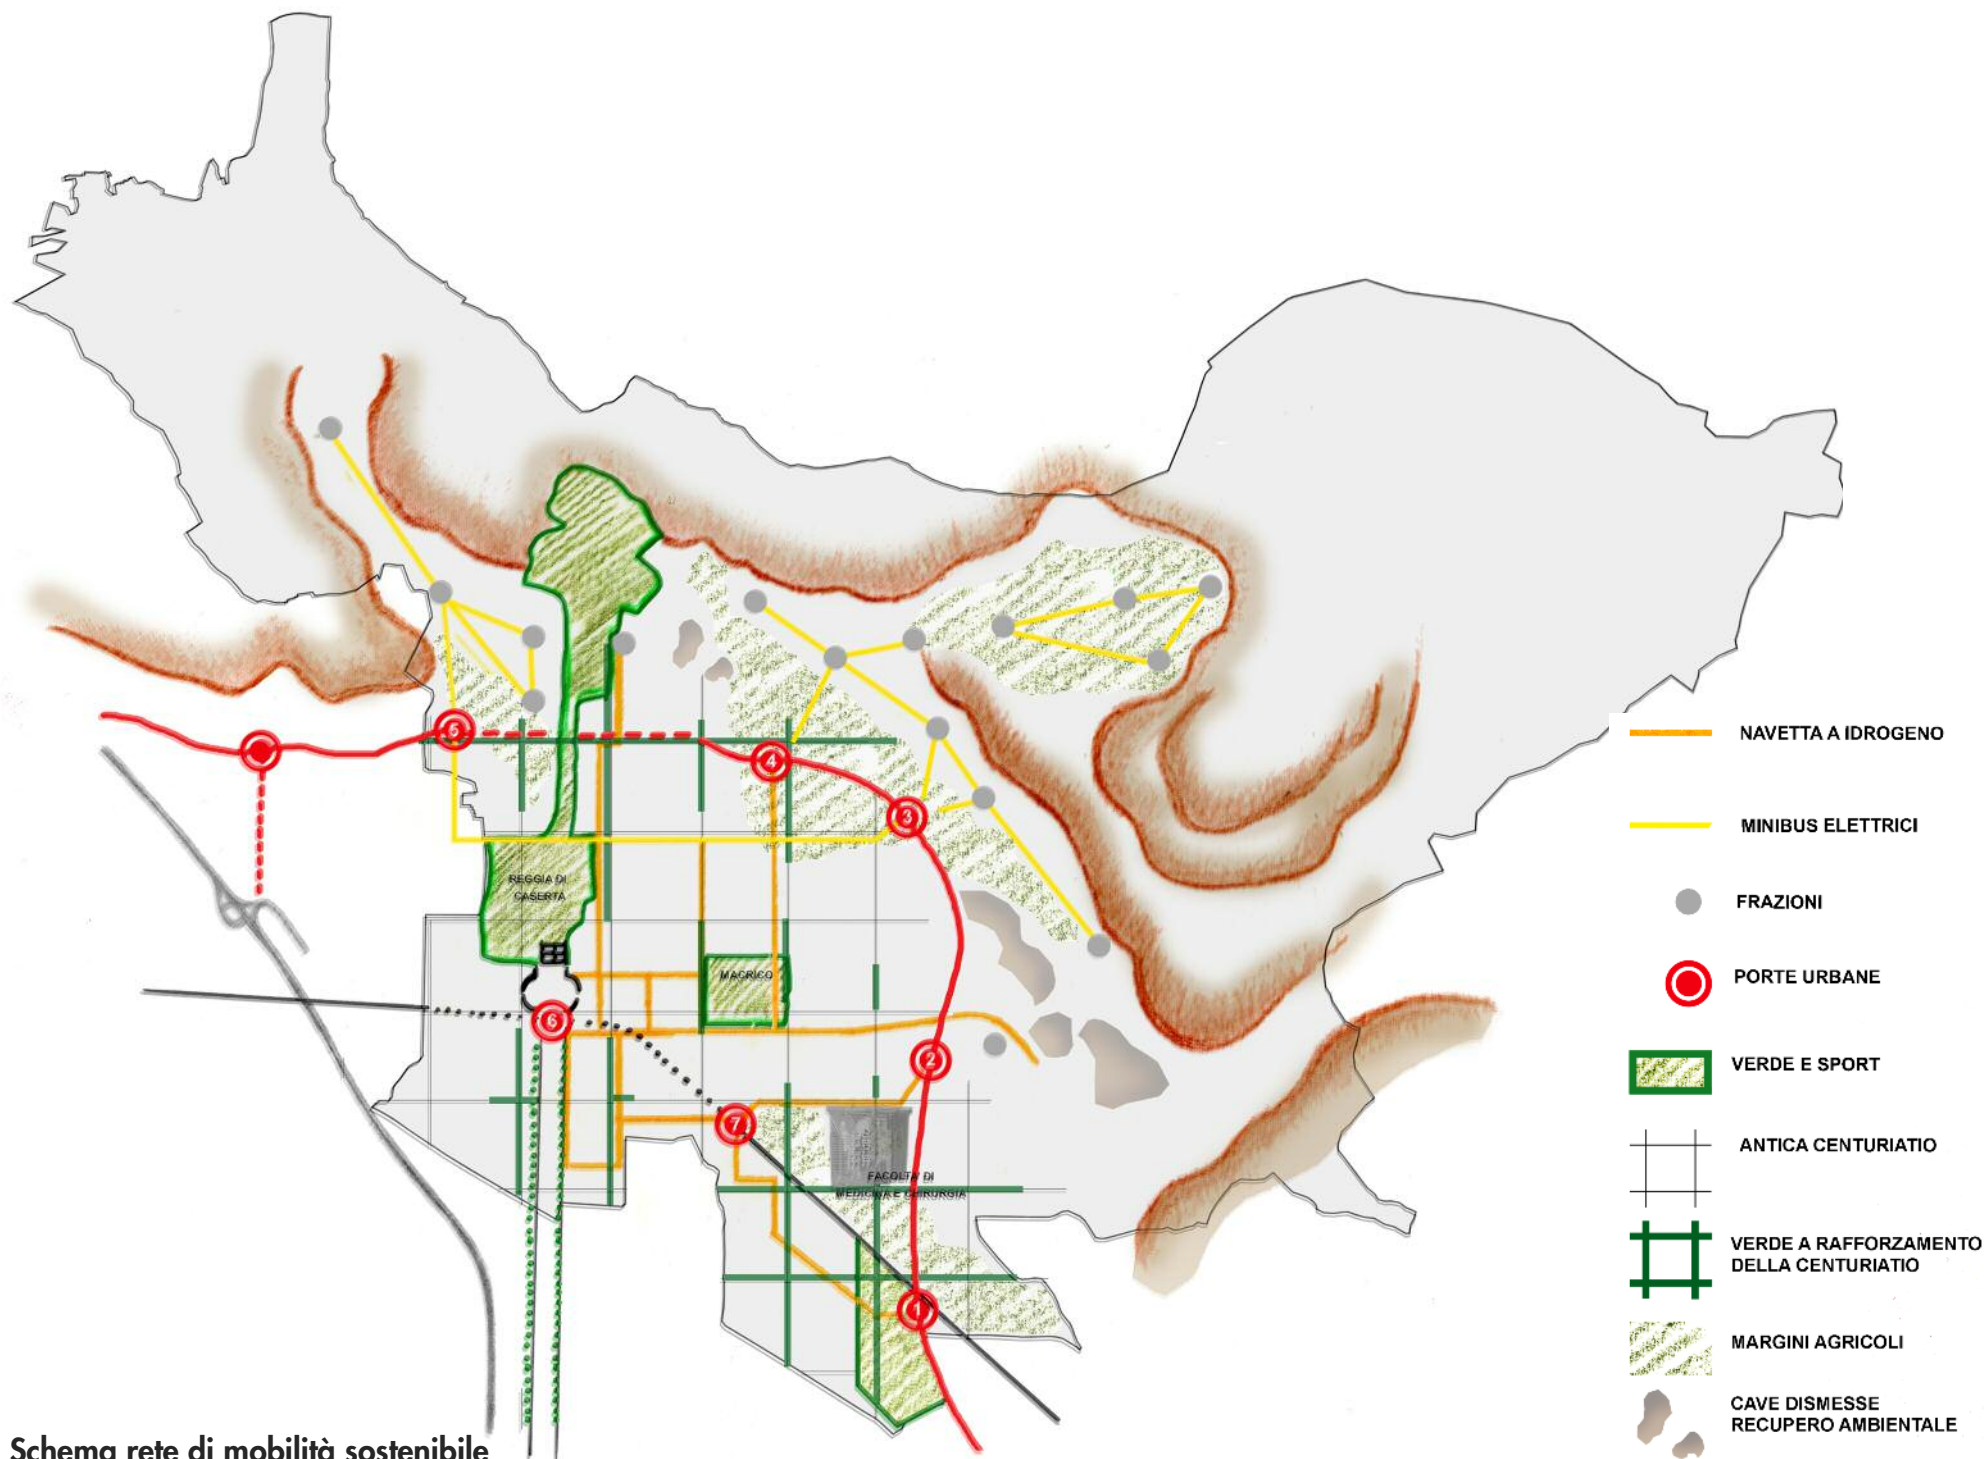 5
4
3
REGGIA DI
CASERTA
MACRICO
6
2
7
FACOLTA' DI
MEDICINA E CHIRURGIA
1
NAVETTA A IDROGENO
MINIBUS ELETTRICI
FRAZIONI
PORTE URBANE
VERDE E SPORT
ANTICA CENTURIATIO
VERDE A RAFFORZAMENTO
DELLA CENTURIATIO
MARGINI AGRICOLI
CAVE DISMESSE
RECUPERO AMBIENTALE
Schema rete di mobilità sostenibile